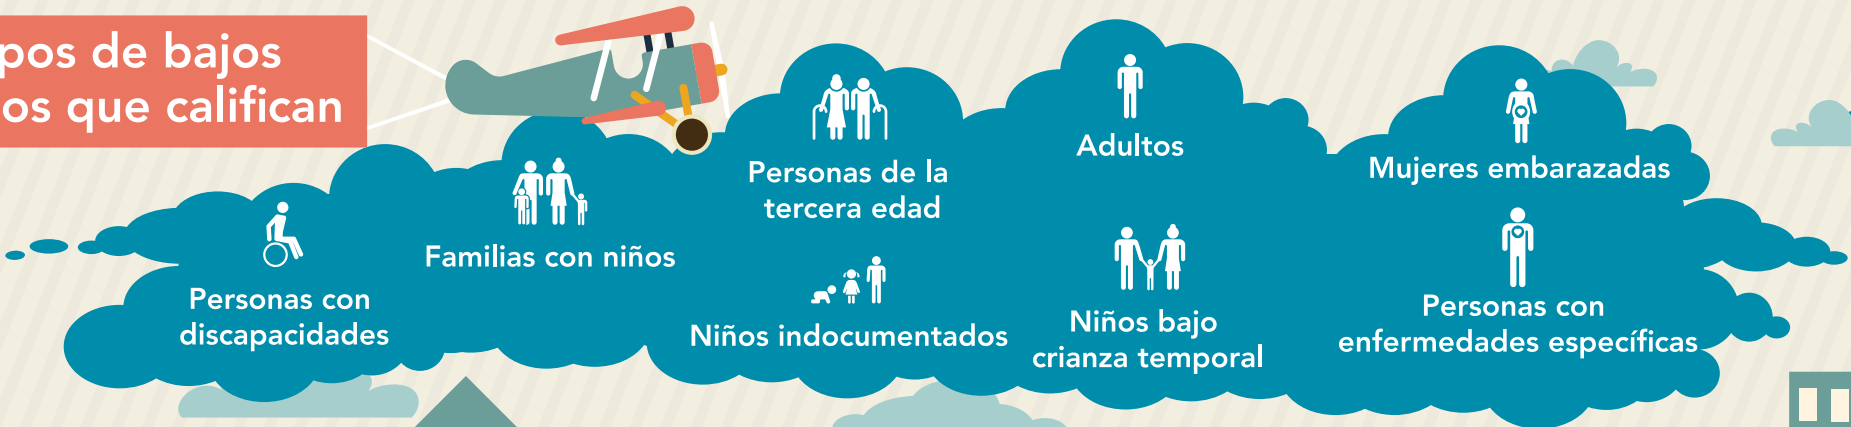 pos de bajos
os que califican
Personas con
discapacidades
Familias con niños
Personas de la
tercera edad
Niños indocumentados
Adultos
Niños bajo
crianza temporal
Mujeres embarazadas
Personas con
enfermedades específicas